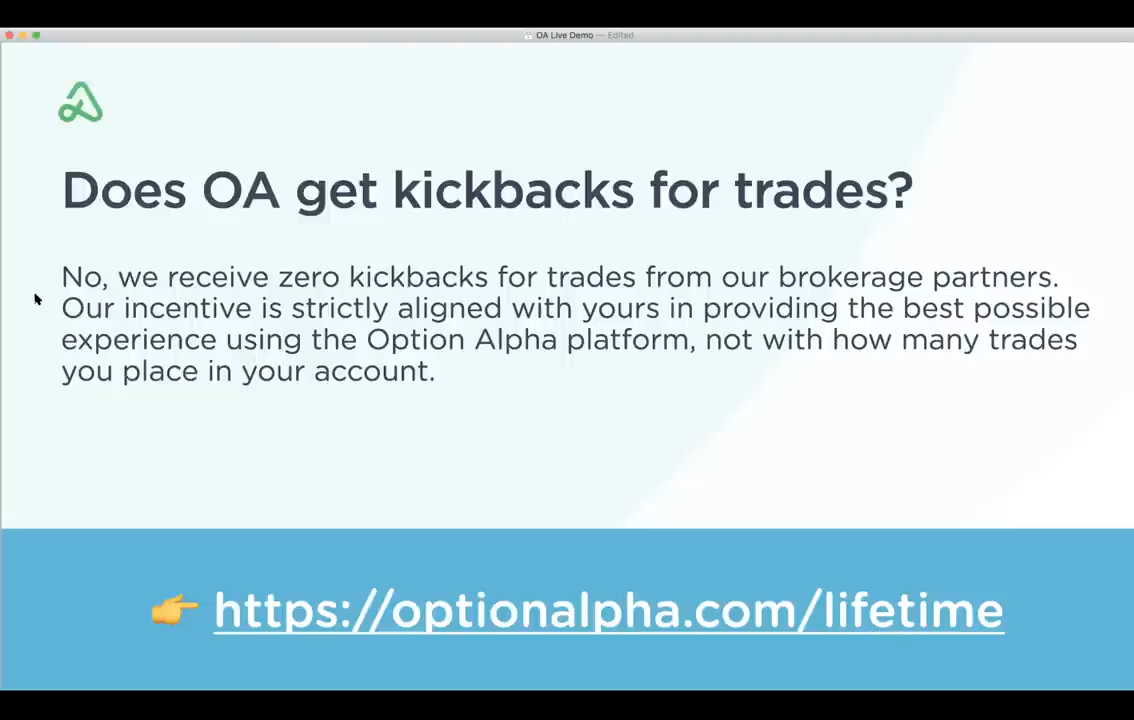 OA Live Demo — Edited
Does OA get kickbacks for trades?
No, we receive zero kickbacks for trades from our brokerage partners.
Our incentive is strictly aligned with yours in providing the best possible
experience using the Option Alpha platform, not with how many trades
you place in your account.
https://optionalpha.com/lifetime